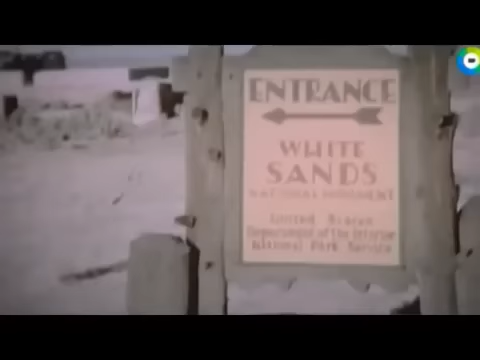 ENTRANCE
WHITE
SANDS
NATIONAL MONUMENT
United States
Department of the Interior
National Park Service